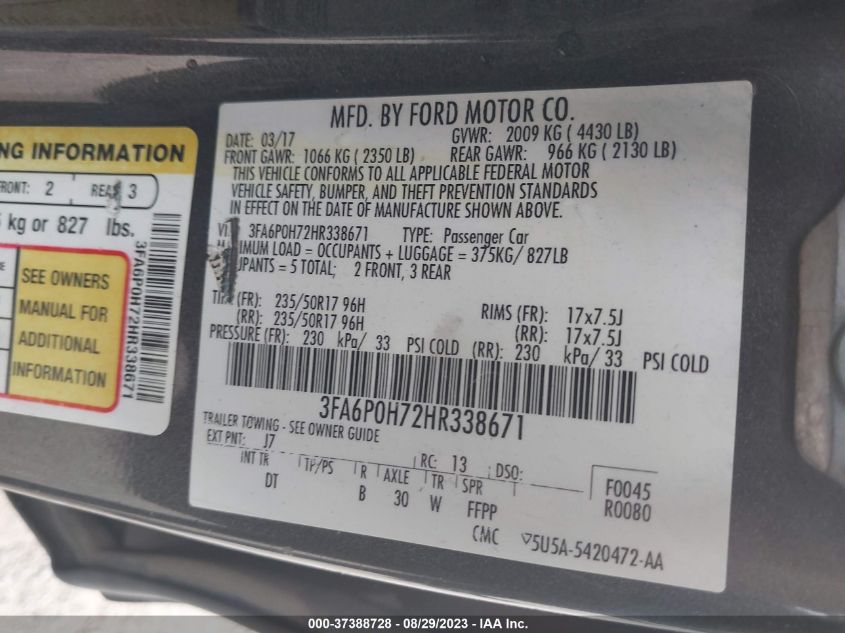 NG INFORMATION
FRONT: 2 REAR 3
kg or 827 lbs.
SEE OWNERS
MANUAL FOR
ADDITIONAL
INFORMATION
3FA6P0H72HR338671
MFD. BY FORD MOTOR CO.
DATE: 03/17 GVWR: 2009 KG ( 4430 LB)
FRONT GAWR: 1066 KG ( 2350 LB) REAR GAWR: 966 KG ( 2130 LB)
THIS VEHICLE CONFORMS TO ALL APPLICABLE FEDERAL MOTOR
VEHICLE SAFETY, BUMPER, AND THEFT PREVENTION STANDARDS
IN EFFECT ON THE DATE OF MANUFACTURE SHOWN ABOVE.
3FA6P0H72HR338671 TYPE: Passenger Car
MAXIMUM LOAD = OCCUPANTS + LUGGAGE = 375KG/ 827LB
UPANTS = 5 TOTAL; 2 FRONT, 3 REAR
(FR): 235/50R17 96H RIMS (FR): 17x7.5J
(RR): 235/50R17 96H (RR): 17x7.5J
PRESSURE (FR): 230 kPa/ 33 PSI COLD (RR): 230 kPa/ 33 PSI COLD
3FA6P0H72HR338671
TRAILER TOWING - SEE OWNER GUIDE
EXT PNT: J7 RC: 13 DSO:
INT TR TP/PS R AXLE TR SPR F0045
DT B 30 W FFPP R0080
CMC ▽5U5A-5420472-AA
000-37388728 - 08/29/2023 - IAA Inc.